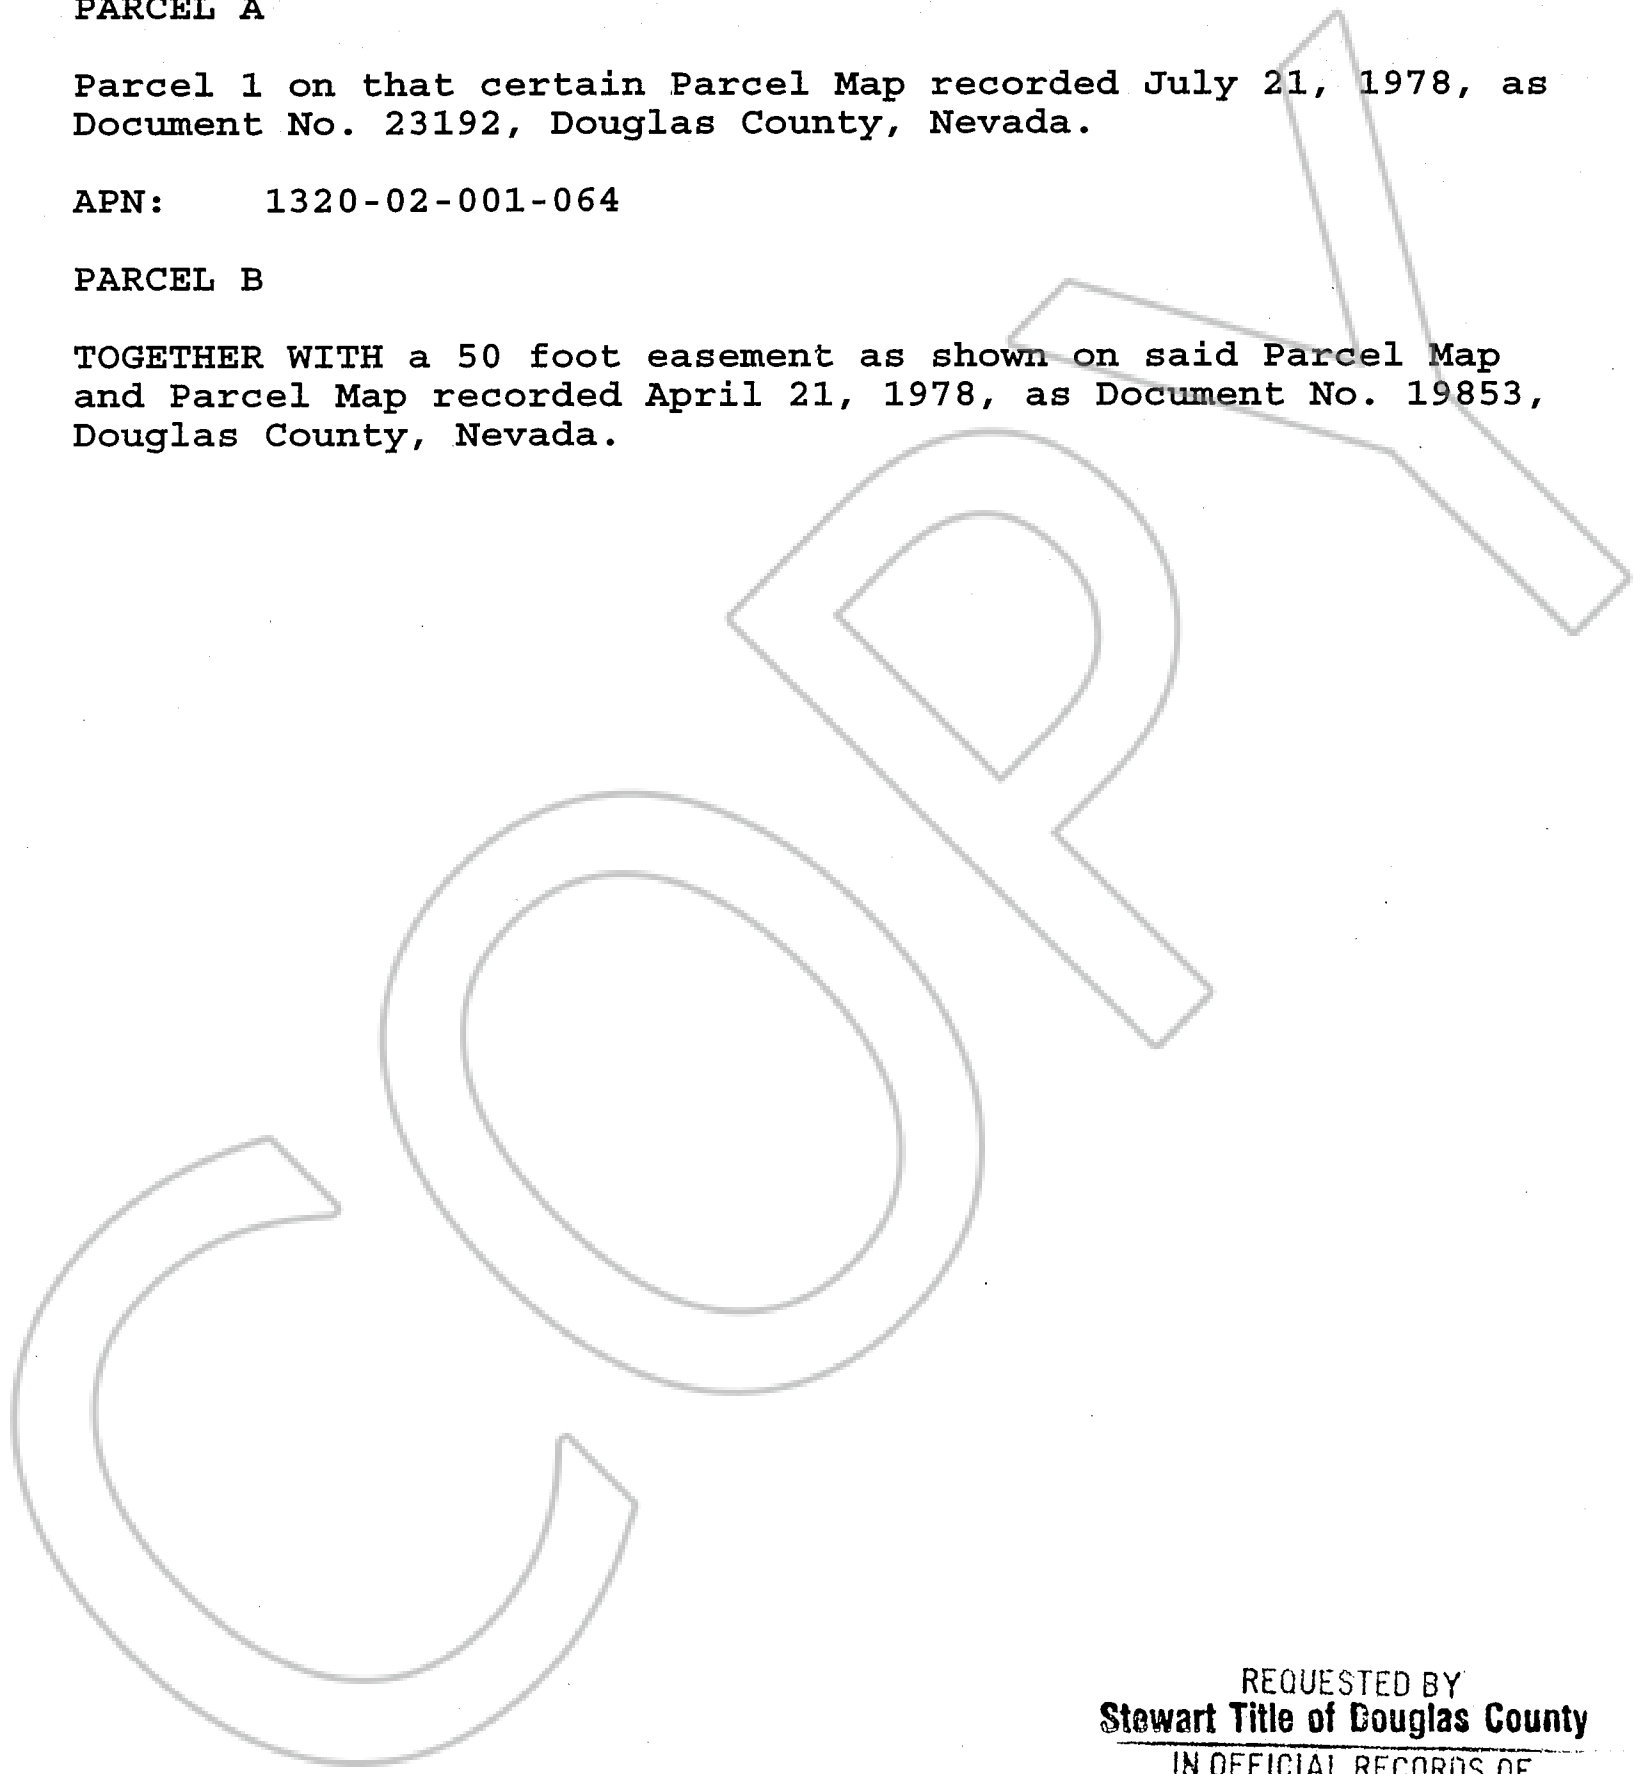 PARCEL A
Parcel 1 on that certain Parcel Map recorded July 21, 1978, as
Document No. 23192, Douglas County, Nevada.
APN: 1320-02-001-064
PARCEL B
TOGETHER WITH a 50 foot easement as shown on said Parcel Map
and Parcel Map recorded April 21, 1978, as Document No. 19853,
Douglas County, Nevada.
COPY
REQUESTED BY
Stewart Title of Douglas County
IN OFFICIAL RECORDS OF